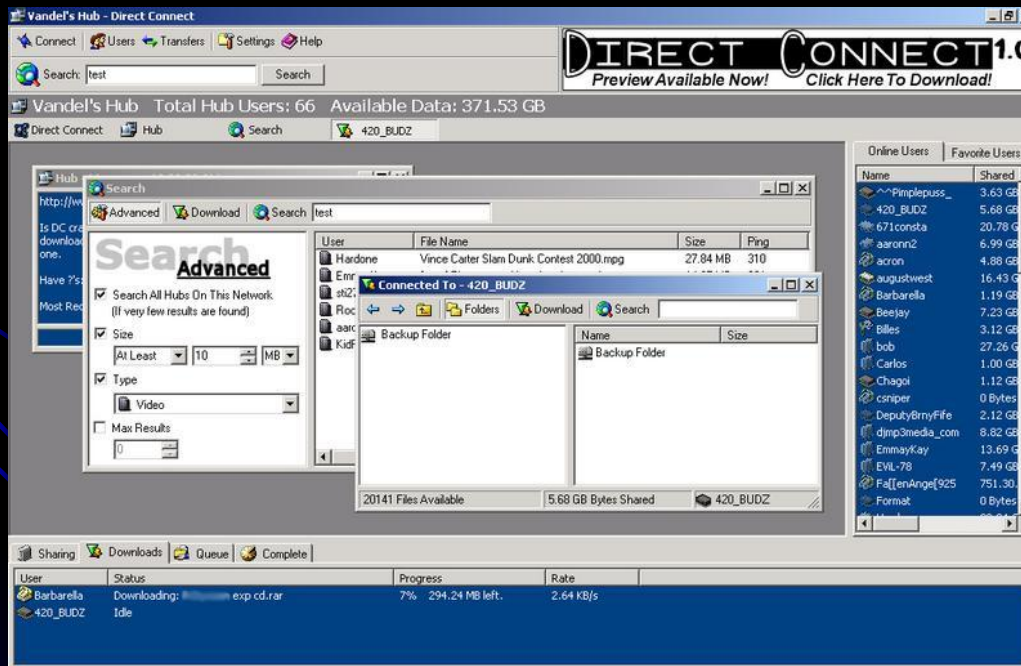 Vandel's Hub - Direct Connect
Connect Users Transfers Settings Help
Search: test Search
DIRECT CONNECT 1.0
Preview Available Now! Click Here To Download!
Vandel's Hub Total Hub Users: 66 Available Data: 371.53 GB
Direct Connect Hub Search 420_BUDZ
Hub
http://w
Is DC cra
download
one.
Have ?'s
Most Rec
Search
Advanced Download Search test
Search
Advanced
Search All Hubs On This Network
(If very few results are found)
Size
At Least 10 MB
Type
Video
Max Results
0
User File Name Size Ping
Hardone Vince Carter Slam Dunk Contest 2000.mpg 27.84 MB 310
Emr
sti2
Roc
aarc
KidF
Connected To - 420_BUDZ
Folders Download Search
Backup Folder
Name Size
Backup Folder
20141 Files Available 5.68 GB Bytes Shared 420_BUDZ
Online Users Favorite Users
Name Shared
^^Pimplepuss_ 3.63 GB
420_BUDZ 5.68 GB
671consta 20.78 G
aaronn2 6.99 GB
acron 4.88 GB
augustwest 16.43 G
Barbarella 1.19 GB
Beejay 7.23 GB
Billes 3.12 GB
bob 27.26 G
Carlos 1.00 GB
Chagoi 1.12 GB
csniper 0 Bytes
DeputyBrnyFife 2.12 GB
djmp3media_com 8.82 GB
EmmayKay 13.69 G
EViL-78 7.49 GB
Fa[[enAnge[925 751.30
Format 0 Bytes
Sharing Downloads Queue Complete
User Status Progress Rate
Barbarella Downloading: exp cd.rar 7% 294.24 MB left. 2.64 KB/s
420_BUDZ Idle